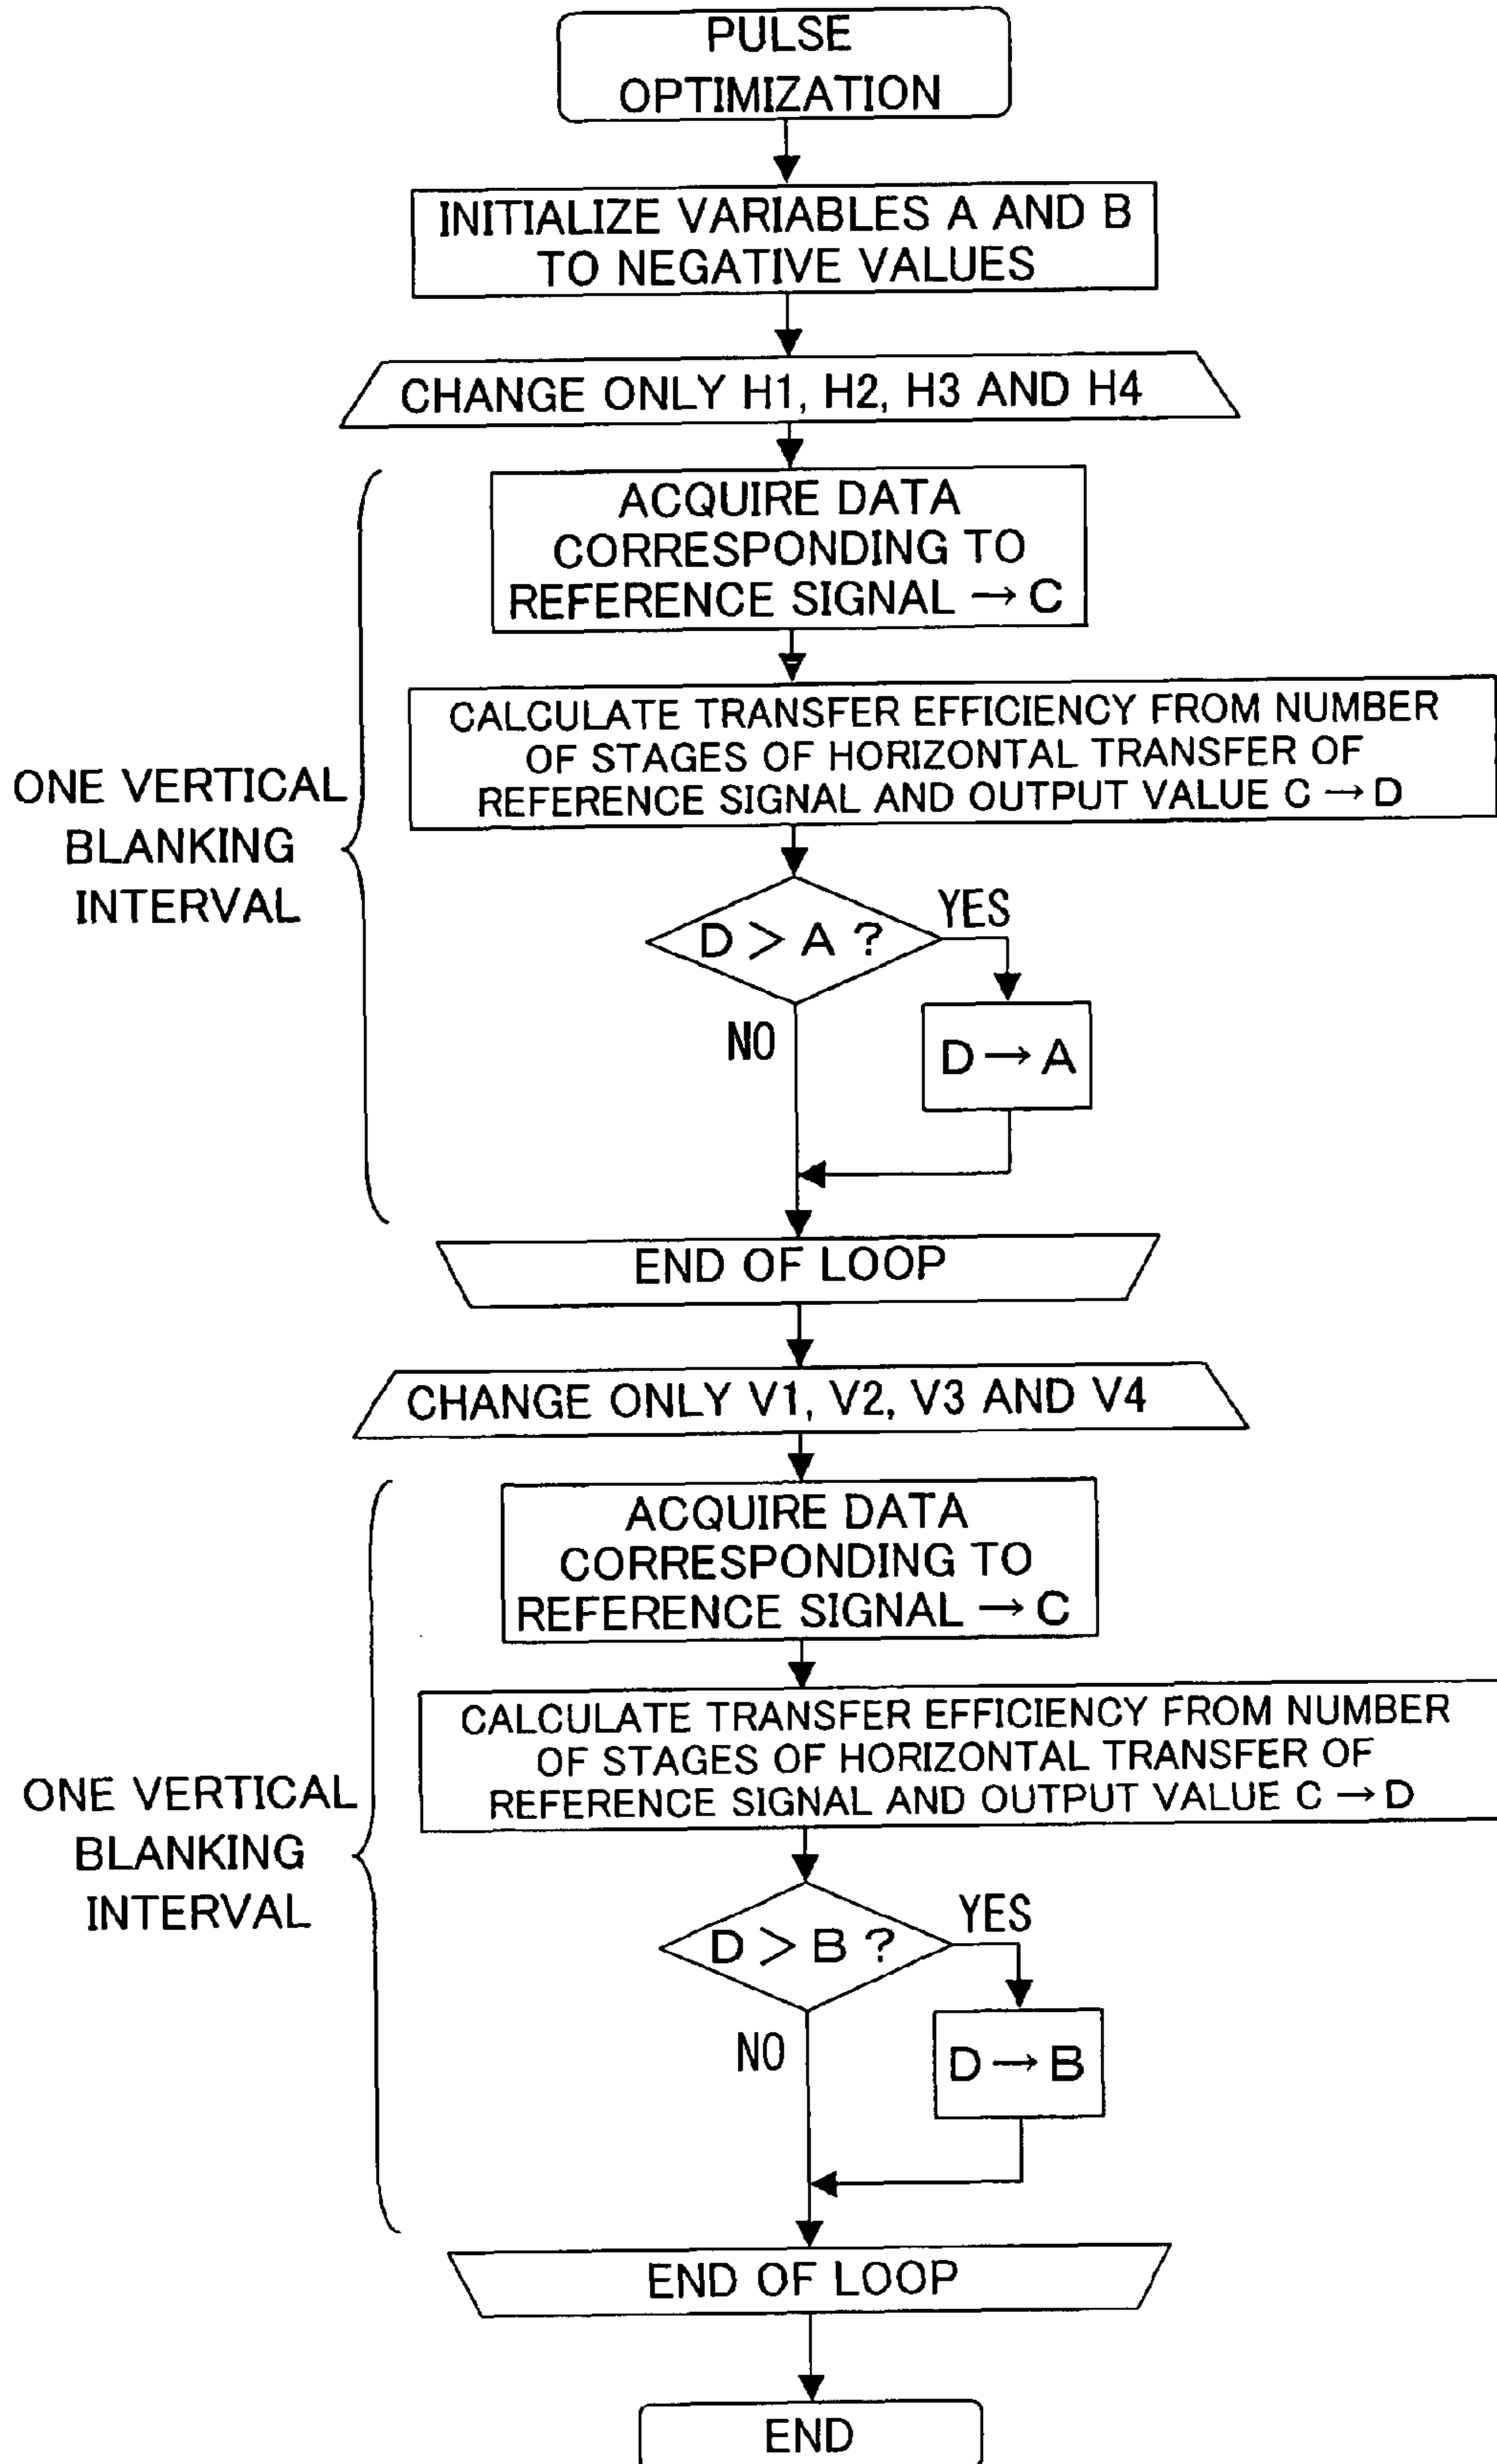 PULSE
OPTIMIZATION
INITIALIZE VARIABLES A AND B
TO NEGATIVE VALUES
CHANGE ONLY H1, H2, H3 AND H4
ACQUIRE DATA
CORRESPONDING TO
REFERENCE SIGNAL → C
CALCULATE TRANSFER EFFICIENCY FROM NUMBER
OF STAGES OF HORIZONTAL TRANSFER OF
REFERENCE SIGNAL AND OUTPUT VALUE C → D
ONE VERTICAL
BLANKING
INTERVAL
D > A ?
YES
NO
D → A
END OF LOOP
CHANGE ONLY V1, V2, V3 AND V4
ACQUIRE DATA
CORRESPONDING TO
REFERENCE SIGNAL → C
CALCULATE TRANSFER EFFICIENCY FROM NUMBER
OF STAGES OF HORIZONTAL TRANSFER OF
REFERENCE SIGNAL AND OUTPUT VALUE C → D
ONE VERTICAL
BLANKING
INTERVAL
D > B ?
YES
NO
D → B
END OF LOOP
END